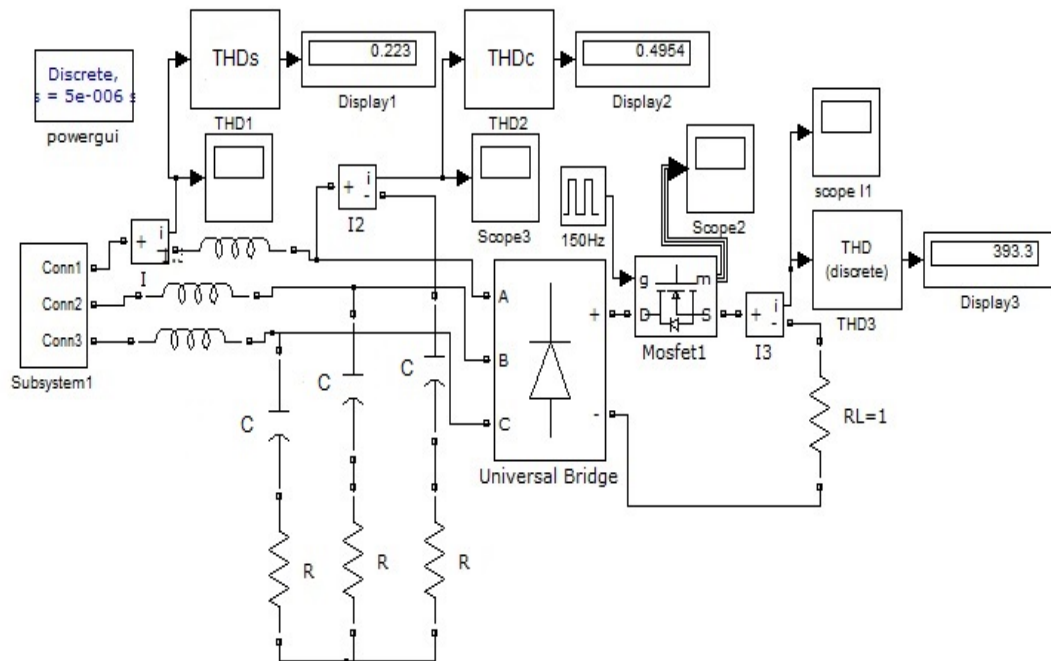 THDs
0.223
Display1
THD1
THDc
0.4954
Display2
THD2
Discrete,
s = 5e-006 s
powergui
i
+
-
I
i
+
-
I2
Scope3
150Hz
Scope2
scope I1
THD
(discrete)
THD3
393.3
Display3
Conn1
Conn2
Conn3
Subsystem1
A
B
C
+
-
Universal Bridge
g
m
D
S
Mosfet1
i
+
-
I3
RL=1
C
C
C
R
R
R